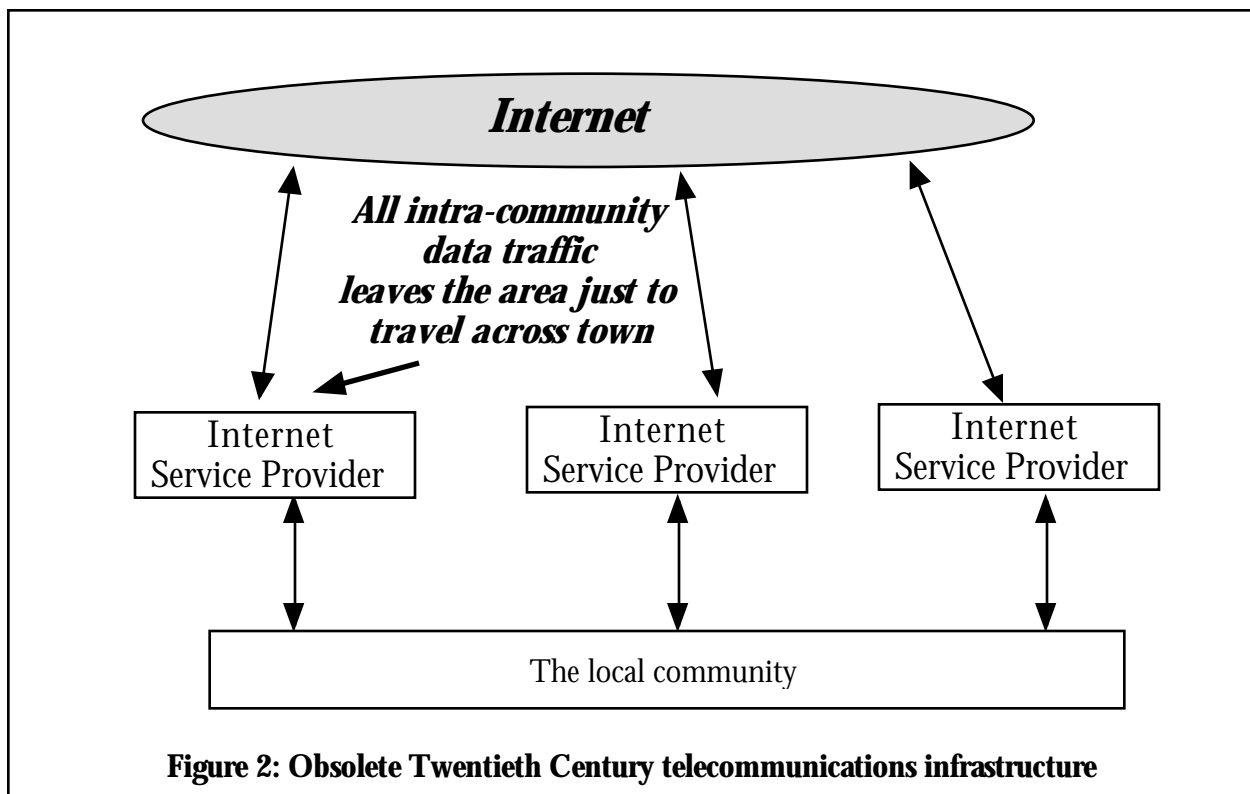 Internet
All intra-community
data traffic
leaves the area just to
travel across town
Internet
Service Provider
Internet
Service Provider
Internet
Service Provider
The local community
Figure 2: Obsolete Twentieth Century telecommunications infrastructure